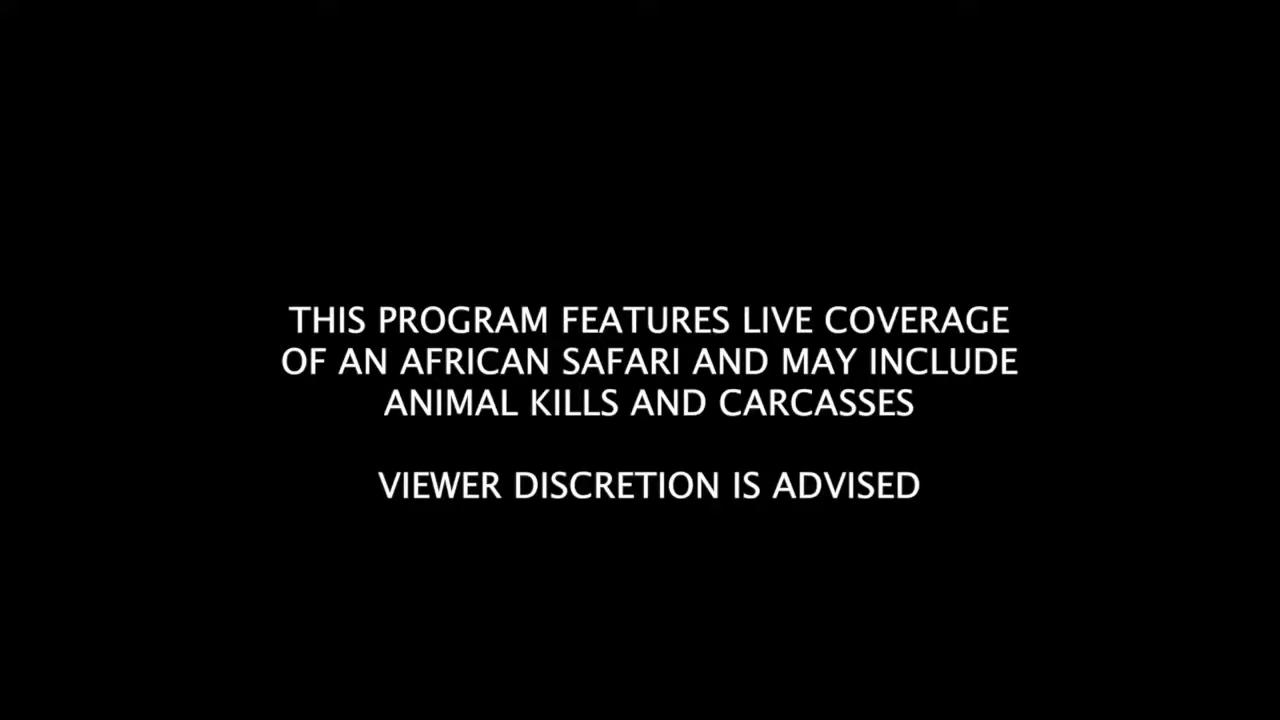 THIS PROGRAM FEATURES LIVE COVERAGE
OF AN AFRICAN SAFARI AND MAY INCLUDE
ANIMAL KILLS AND CARCASSES
VIEWER DISCRETION IS ADVISED